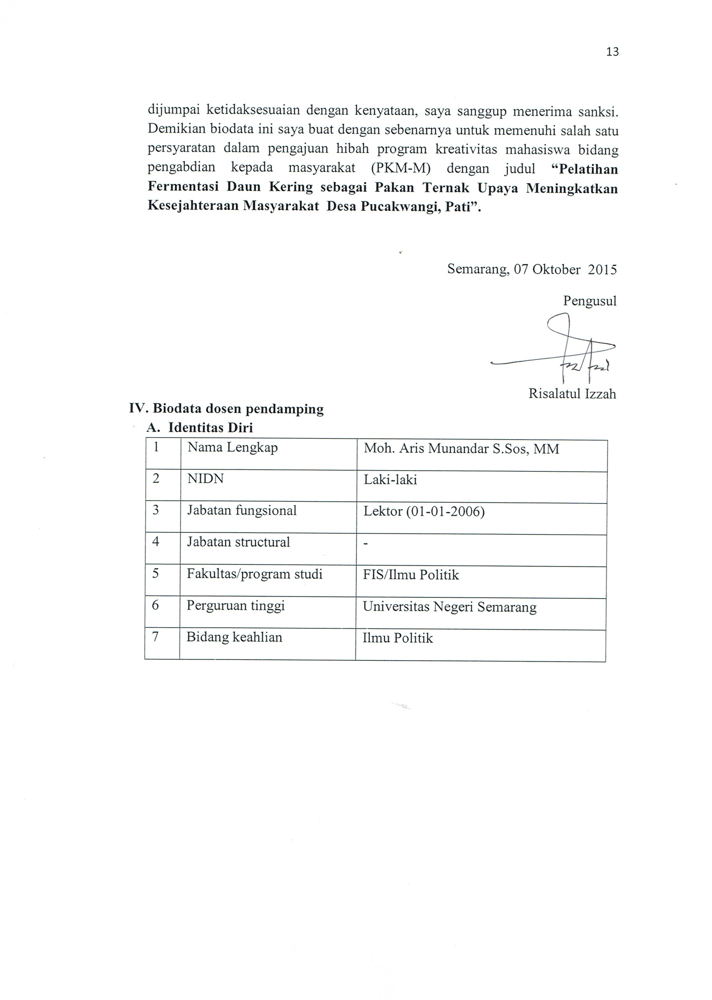 13
dijumpai ketidaksesuaian dengan kenyataan, saya sanggup menerima sanksi.
Demikian biodata ini saya buat dengan sebenarnya untuk memenuhi salah satu
persyaratan dalam pengajuan hibah program kreativitas mahasiswa bidang
pengabdian kepada masyarakat (PKM-M) dengan judul “Pelatihan
Fermentasi Daun Kering sebagai Pakan Ternak Upaya Meningkatkan
Kesejahteraan Masyarakat Desa Pucakwangi, Pati”.
Semarang, 07 Oktober 2015
Pengusul
Risalatul Izzah
IV. Biodata dosen pendamping
A. Identitas Diri
1 Nama Lengkap Moh. Aris Munandar S.Sos, MM
2 NIDN Laki-laki
3 Jabatan fungsional Lektor (01-01-2006)
4 Jabatan structural -
5 Fakultas/program studi FIS/Ilmu Politik
6 Perguruan tinggi Universitas Negeri Semarang
7 Bidang keahlian Ilmu Politik